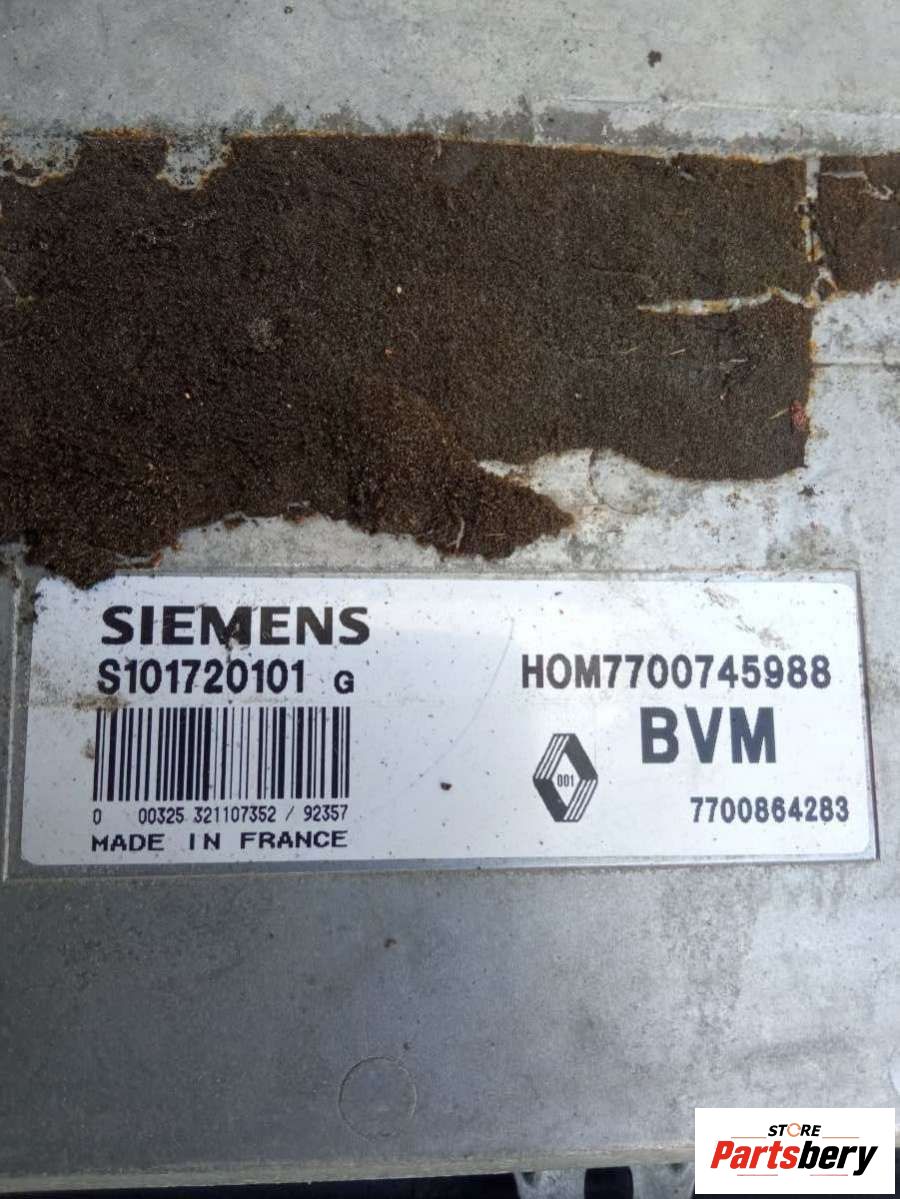 SIEMENS
S101720101 G
0 00325 321107352 / 92357
MADE IN FRANCE
HOM7700745988
BVM
001
7700864283
STORE
Partsbery